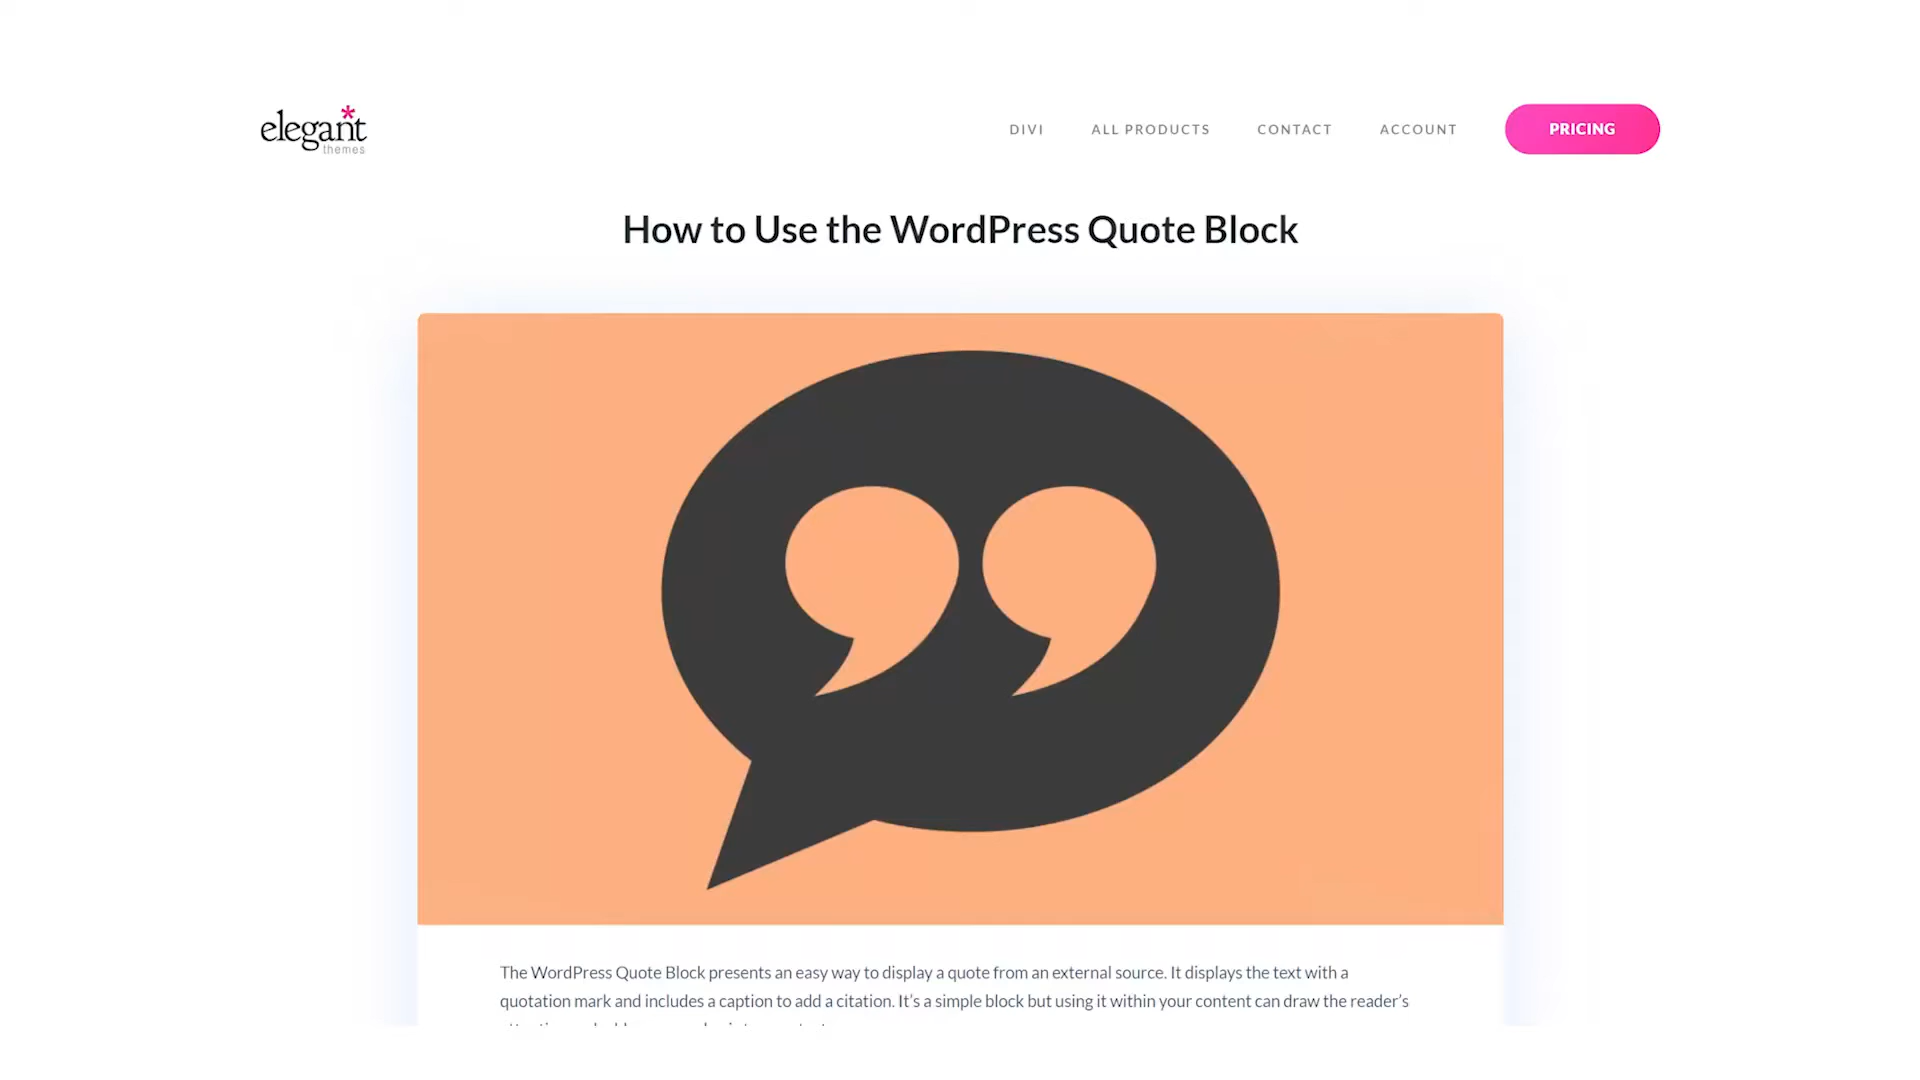 elegant*
themes
DIVI
ALL PRODUCTS
CONTACT
ACCOUNT
PRICING
How to Use the WordPress Quote Block
The WordPress Quote Block presents an easy way to display a quote from an external source. It displays the text with a
quotation mark and includes a caption to add a citation. It’s a simple block but using it within your content can draw the reader’s